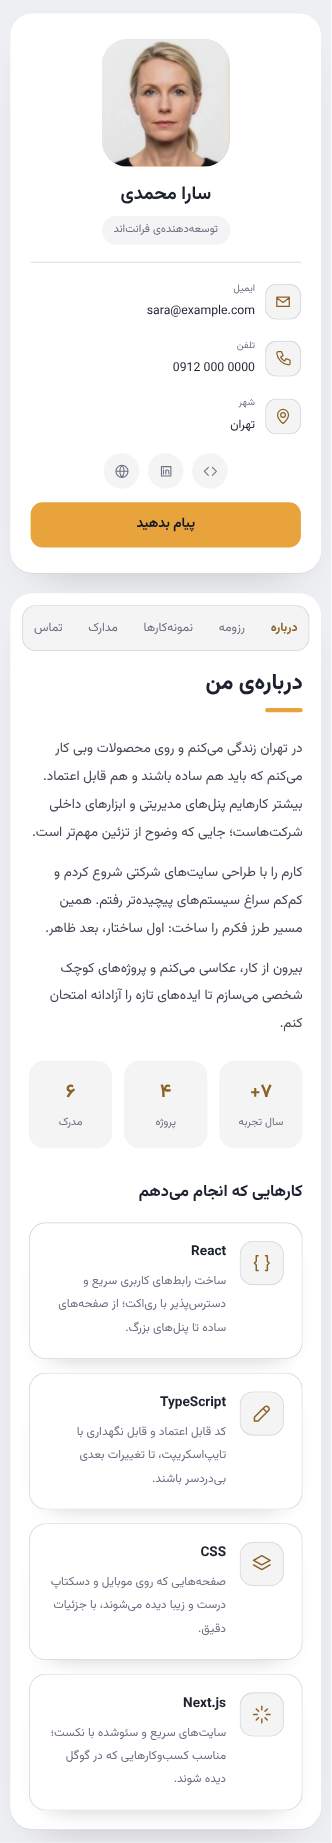 سارا محمدی
توسعه‌دهنده‌ی فرانت‌اند
ایمیل
sara@example.com
تلفن
0912 000 0000
شهر
تهران
پیام بدهید
درباره
رزومه
نمونه‌کارها
مدارک
تماس
درباره‌ی من
در تهران زندگی می‌کنم و روی محصولات وبی کار
می‌کنم که باید هم ساده باشند و هم قابل اعتماد.
بیشتر کارهایم پنل‌های مدیریتی و ابزارهای داخلی
شرکت‌هاست؛ جایی که وضوح از تزئین مهم‌تر است.
کارم را با طراحی سایت‌های شرکتی شروع کردم و
کم‌کم سراغ سیستم‌های پیچیده‌تر رفتم. همین
مسیر طرز فکرم را ساخت: اول ساختار، بعد ظاهر.
بیرون از کار، عکاسی می‌کنم و پروژه‌های کوچک
شخصی می‌سازم تا ایده‌های تازه را آزادانه امتحان
کنم.
+۷
سال تجربه
۴
پروژه
۶
مدرک
کارهایی که انجام می‌دهم
React
ساخت رابط‌های کاربری سریع و
دسترس‌پذیر با ری‌اکت؛ از صفحه‌های
ساده تا پنل‌های بزرگ.
TypeScript
کد قابل اعتماد و قابل نگهداری با
تایپ‌اسکریپت، تا تغییرات بعدی
بی‌دردسر باشند.
CSS
صفحه‌هایی که روی موبایل و دسکتاپ
درست و زیبا دیده می‌شوند، با جزئیات
دقیق.
Next.js
سایت‌های سریع و سئوشده با نکست؛
مناسب کسب‌وکارهایی که در گوگل
دیده شوند.